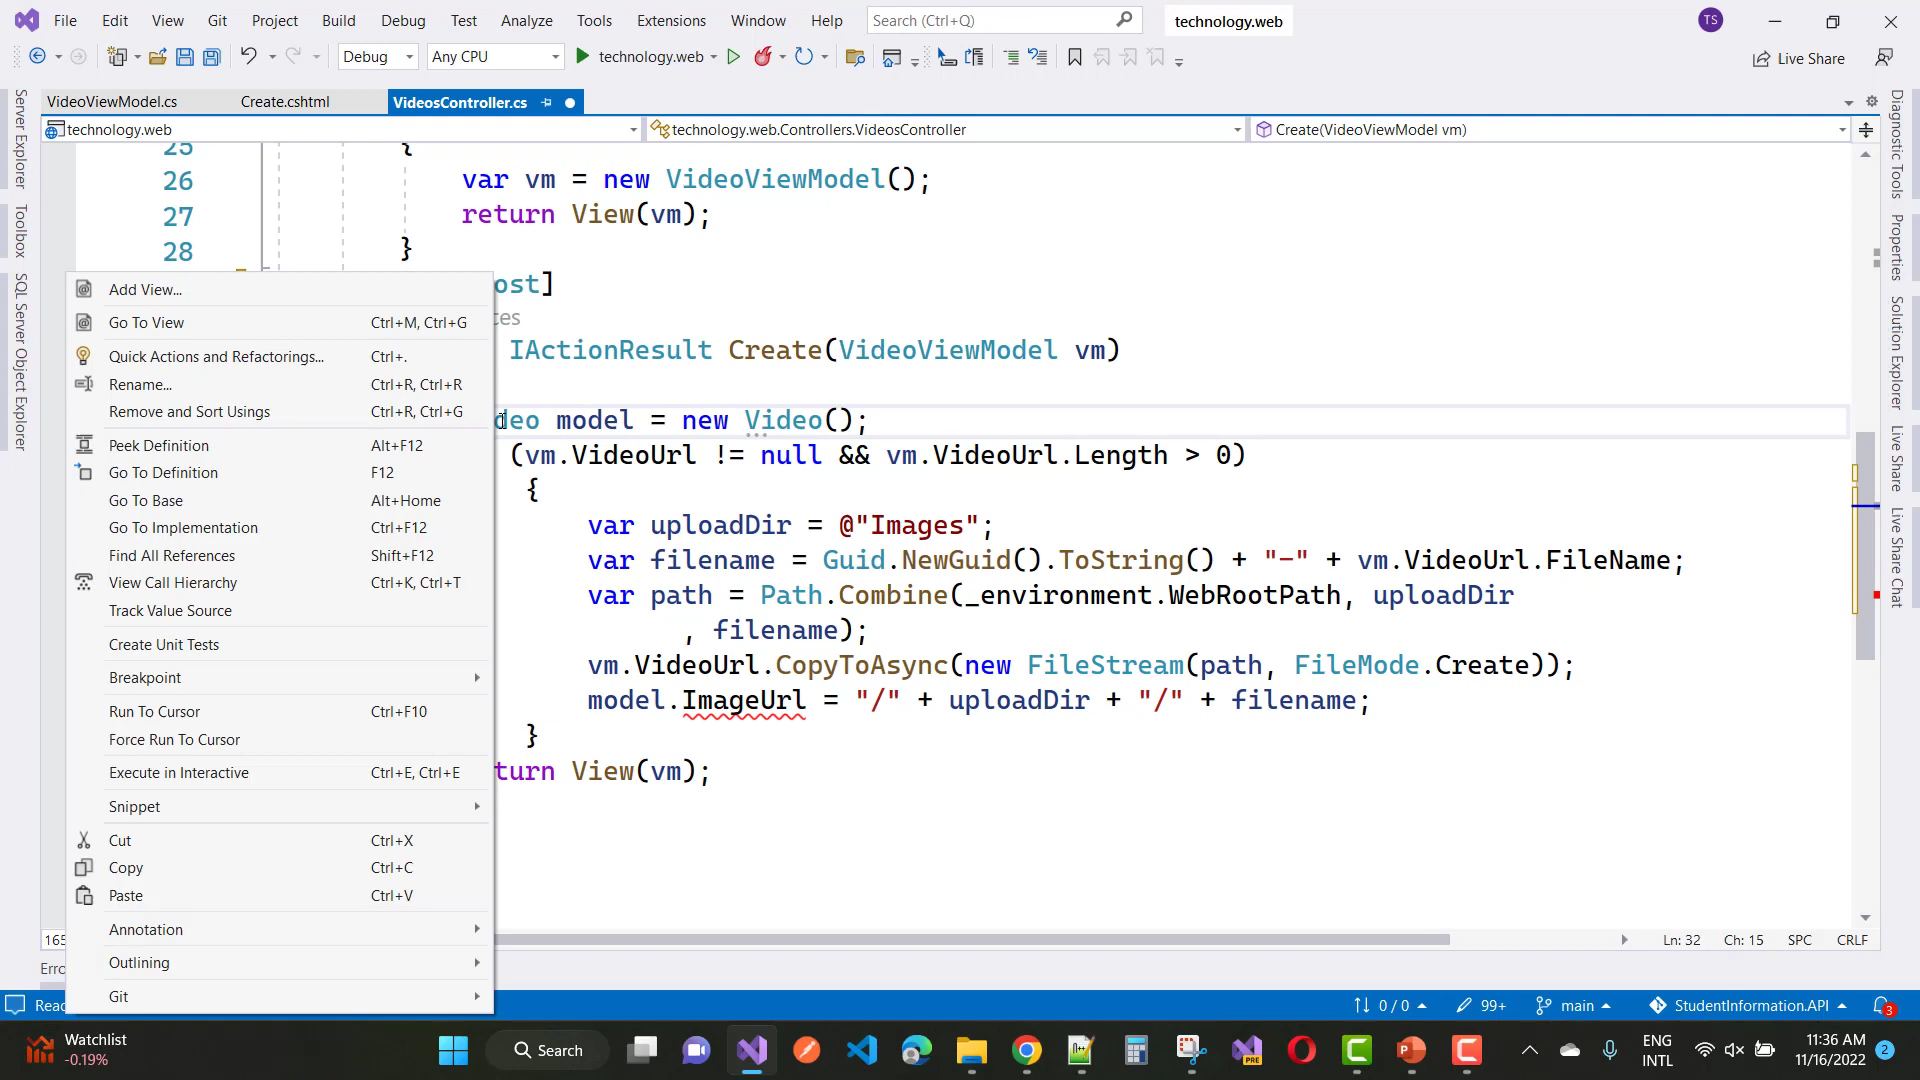 File Edit View Git Project Build Debug Test Analyze Tools Extensions Window Help Search (Ctrl+Q) technology.web TS
Debug Any CPU technology.web Live Share
VideoViewModel.cs Create.cshtml VideosController.cs
technology.web technology.web.Controllers.VideosController Create(VideoViewModel vm)
Server Explorer
Toolbox
SQL Server Object Explorer
25 {
26 var vm = new VideoViewModel();
27 return View(vm);
28 }
ost]
ces
IActionResult Create(VideoViewModel vm)
deo model = new Video();
(vm.VideoUrl != null && vm.VideoUrl.Length > 0)
{
var uploadDir = @"Images";
var filename = Guid.NewGuid().ToString() + "-" + vm.VideoUrl.FileName;
var path = Path.Combine(_environment.WebRootPath, uploadDir
, filename);
vm.VideoUrl.CopyToAsync(new FileStream(path, FileMode.Create));
model.ImageUrl = "/" + uploadDir + "/" + filename;
}
turn View(vm);
Add View...
Go To View Ctrl+M, Ctrl+G
Quick Actions and Refactorings... Ctrl+.
Rename... Ctrl+R, Ctrl+R
Remove and Sort Usings Ctrl+R, Ctrl+G
Peek Definition Alt+F12
Go To Definition F12
Go To Base Alt+Home
Go To Implementation Ctrl+F12
Find All References Shift+F12
View Call Hierarchy Ctrl+K, Ctrl+T
Track Value Source
Create Unit Tests
Breakpoint
Run To Cursor Ctrl+F10
Force Run To Cursor
Execute in Interactive Ctrl+E, Ctrl+E
Snippet
Cut Ctrl+X
Copy Ctrl+C
Paste Ctrl+V
Annotation
Outlining
Git
Diagnostic Tools
Properties
Solution Explorer
Live Share
Live Share Chat
165 Ln: 32 Ch: 15 SPC CRLF
Erro
Reac 0 / 0 99+ main StudentInformation.API 3
Watchlist
-0.19%
Search
PRE
ENG
INTL
11:36 AM
11/16/2022
2